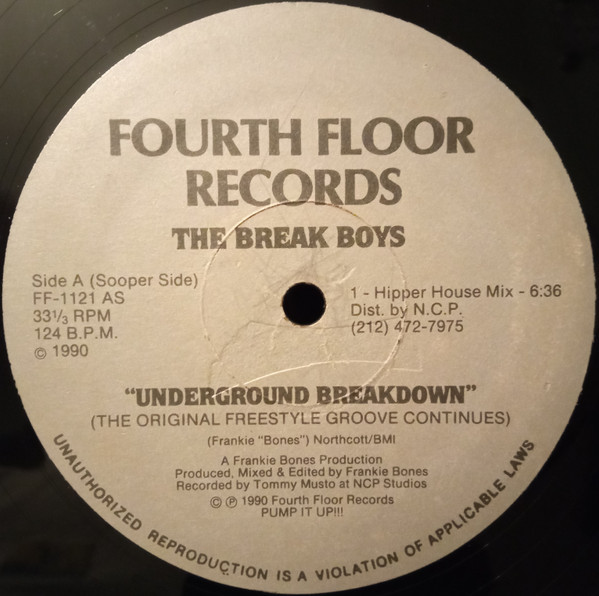 FOURTH FLOOR
RECORDS
THE BREAK BOYS
Side A (Sooper Side)
FF-1121 AS
33⅓ RPM
124 B.P.M.
© 1990
1 - Hipper House Mix - 6:36
Dist. by N.C.P.
(212) 472-7975
"UNDERGROUND BREAKDOWN"
(THE ORIGINAL FREESTYLE GROOVE CONTINUES)
(Frankie "Bones") Northcott/BMI
A Frankie Bones Production
Produced, Mixed & Edited by Frankie Bones
Recorded by Tommy Musto at NCP Studios
© ℗ 1990 Fourth Floor Records
PUMP IT UP!!!
UNAUTHORIZED REPRODUCTION IS A VIOLATION OF APPLICABLE LAWS